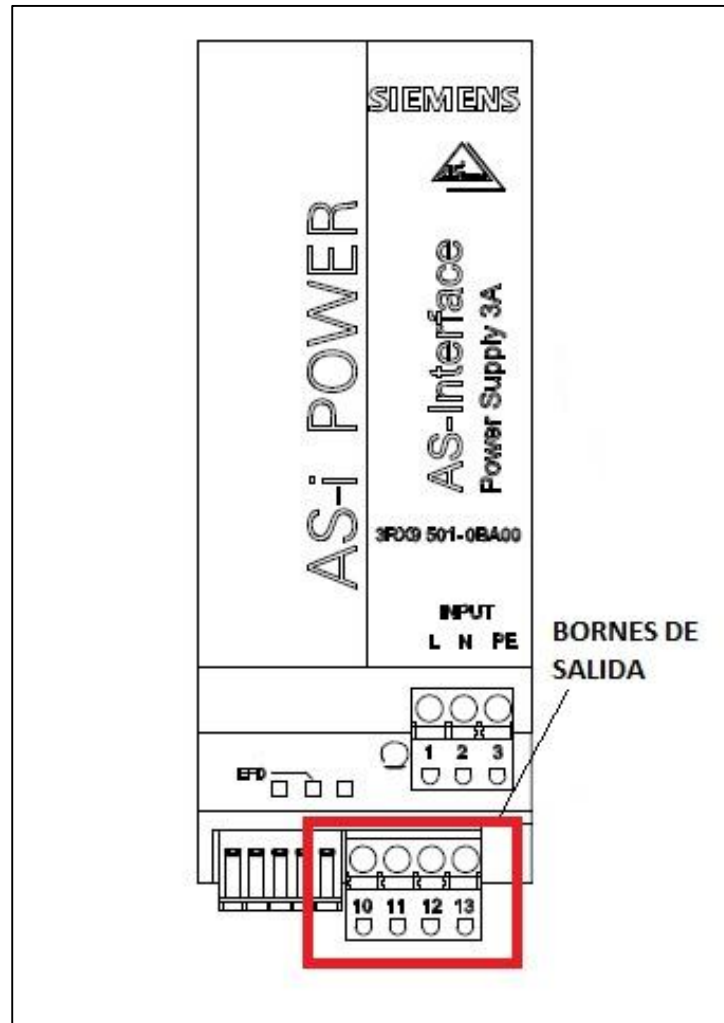 SIEMENS
AS-i POWER
AS-Interface
Power Supply 3A
3RX9 501-0BA00
INPUT
L N PE
BORNES DE
SALIDA
1 2 3
EFD
10 11 12 13